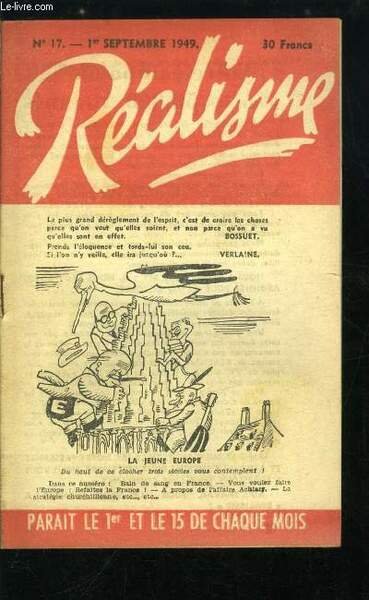 Le-livre.com
N° 17. — 1er SEPTEMBRE 1949.
30 Francs
Réalisme
Le plus grand dérèglement de l'esprit, c'est de croire les choses
parce qu'on veut qu'elles soient, et non parce qu'on a vu
qu'elles sont en effet. BOSSUET.
Prends l'éloquence et tords-lui son cou.
Si l'on n'y veille, elle ira jusqu'où ?... VERLAINE.
E
LA JEUNE EUROPE
Du haut de ce clocher trois siècles vous contemplent !
Dans ce numéro : Bain de sang en France. — Vous voulez faire
l'Europe : Refaites la France ! — A propos de l'affaire Achiary. — La
stratégie churchillienne, etc., etc..
PARAIT LE 1er ET LE 15 DE CHAQUE MOIS